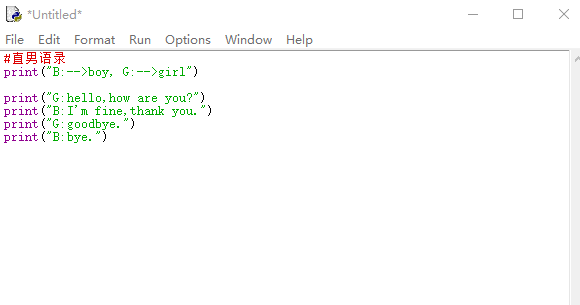 *Untitled*
File Edit Format Run Options Window Help
#直男语录
print("B:-->boy, G:-->girl")
print("G:hello,how are you?")
print("B:I'm fine,thank you.")
print("G:goodbye.")
print("B:bye.")